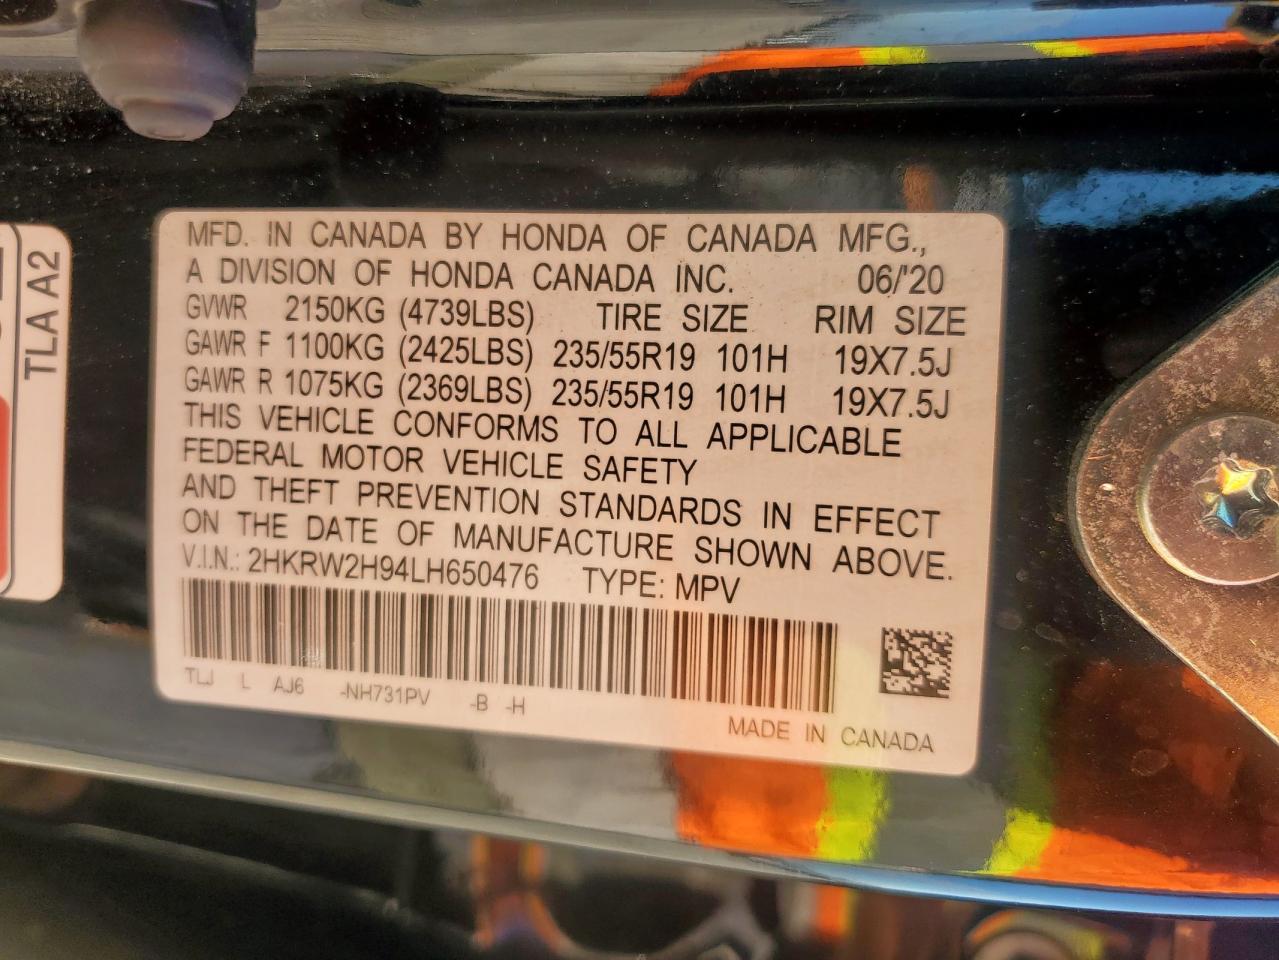 TLA A2
MFD. IN CANADA BY HONDA OF CANADA MFG.,
A DIVISION OF HONDA CANADA INC. 06/'20
GVWR 2150KG (4739LBS) TIRE SIZE RIM SIZE
GAWR F 1100KG (2425LBS) 235/55R19 101H 19X7.5J
GAWR R 1075KG (2369LBS) 235/55R19 101H 19X7.5J
THIS VEHICLE CONFORMS TO ALL APPLICABLE
FEDERAL MOTOR VEHICLE SAFETY
AND THEFT PREVENTION STANDARDS IN EFFECT
ON THE DATE OF MANUFACTURE SHOWN ABOVE.
V.I.N.: 2HKRW2H94LH650476 TYPE: MPV
TLJ L AJ6 -NH731PV -B -H
MADE IN CANADA